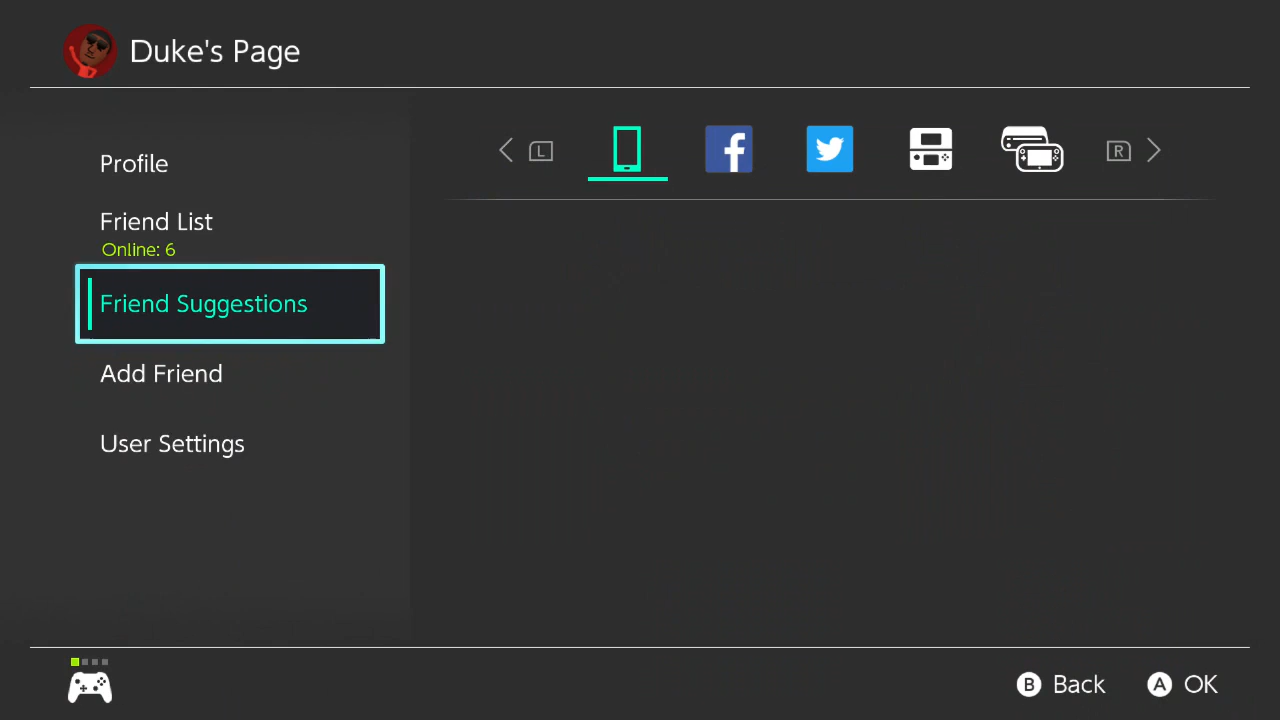 Duke's Page
Profile
Friend List
Online: 6
Friend Suggestions
Add Friend
User Settings
L
R
B Back
A OK